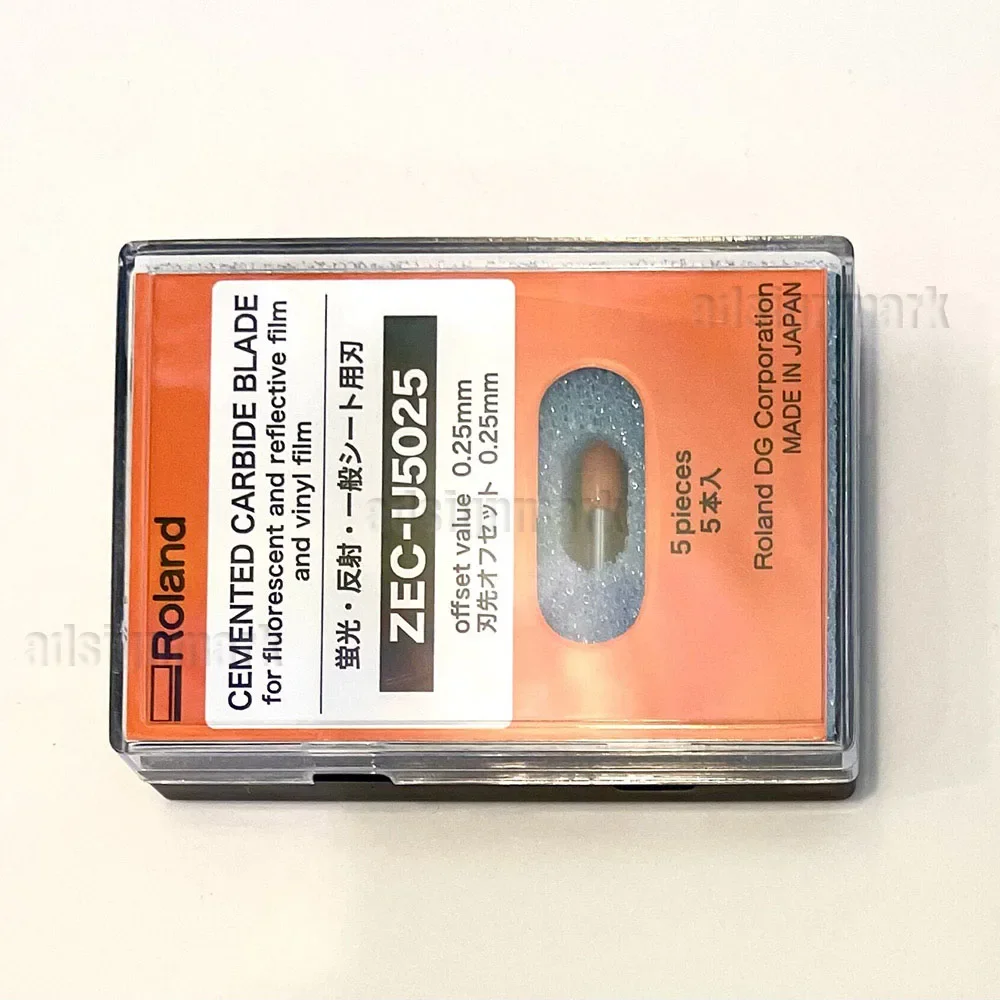 Roland
CEMENTED CARBIDE BLADE
for fluorescent and reflective film
and vinyl film
蛍光・反射・一般シート用刃
ZEC-U5025
offset value 0.25mm
刃先オフセット 0.25mm
5 pieces
5本入
Roland DG Corporation
MADE IN JAPAN